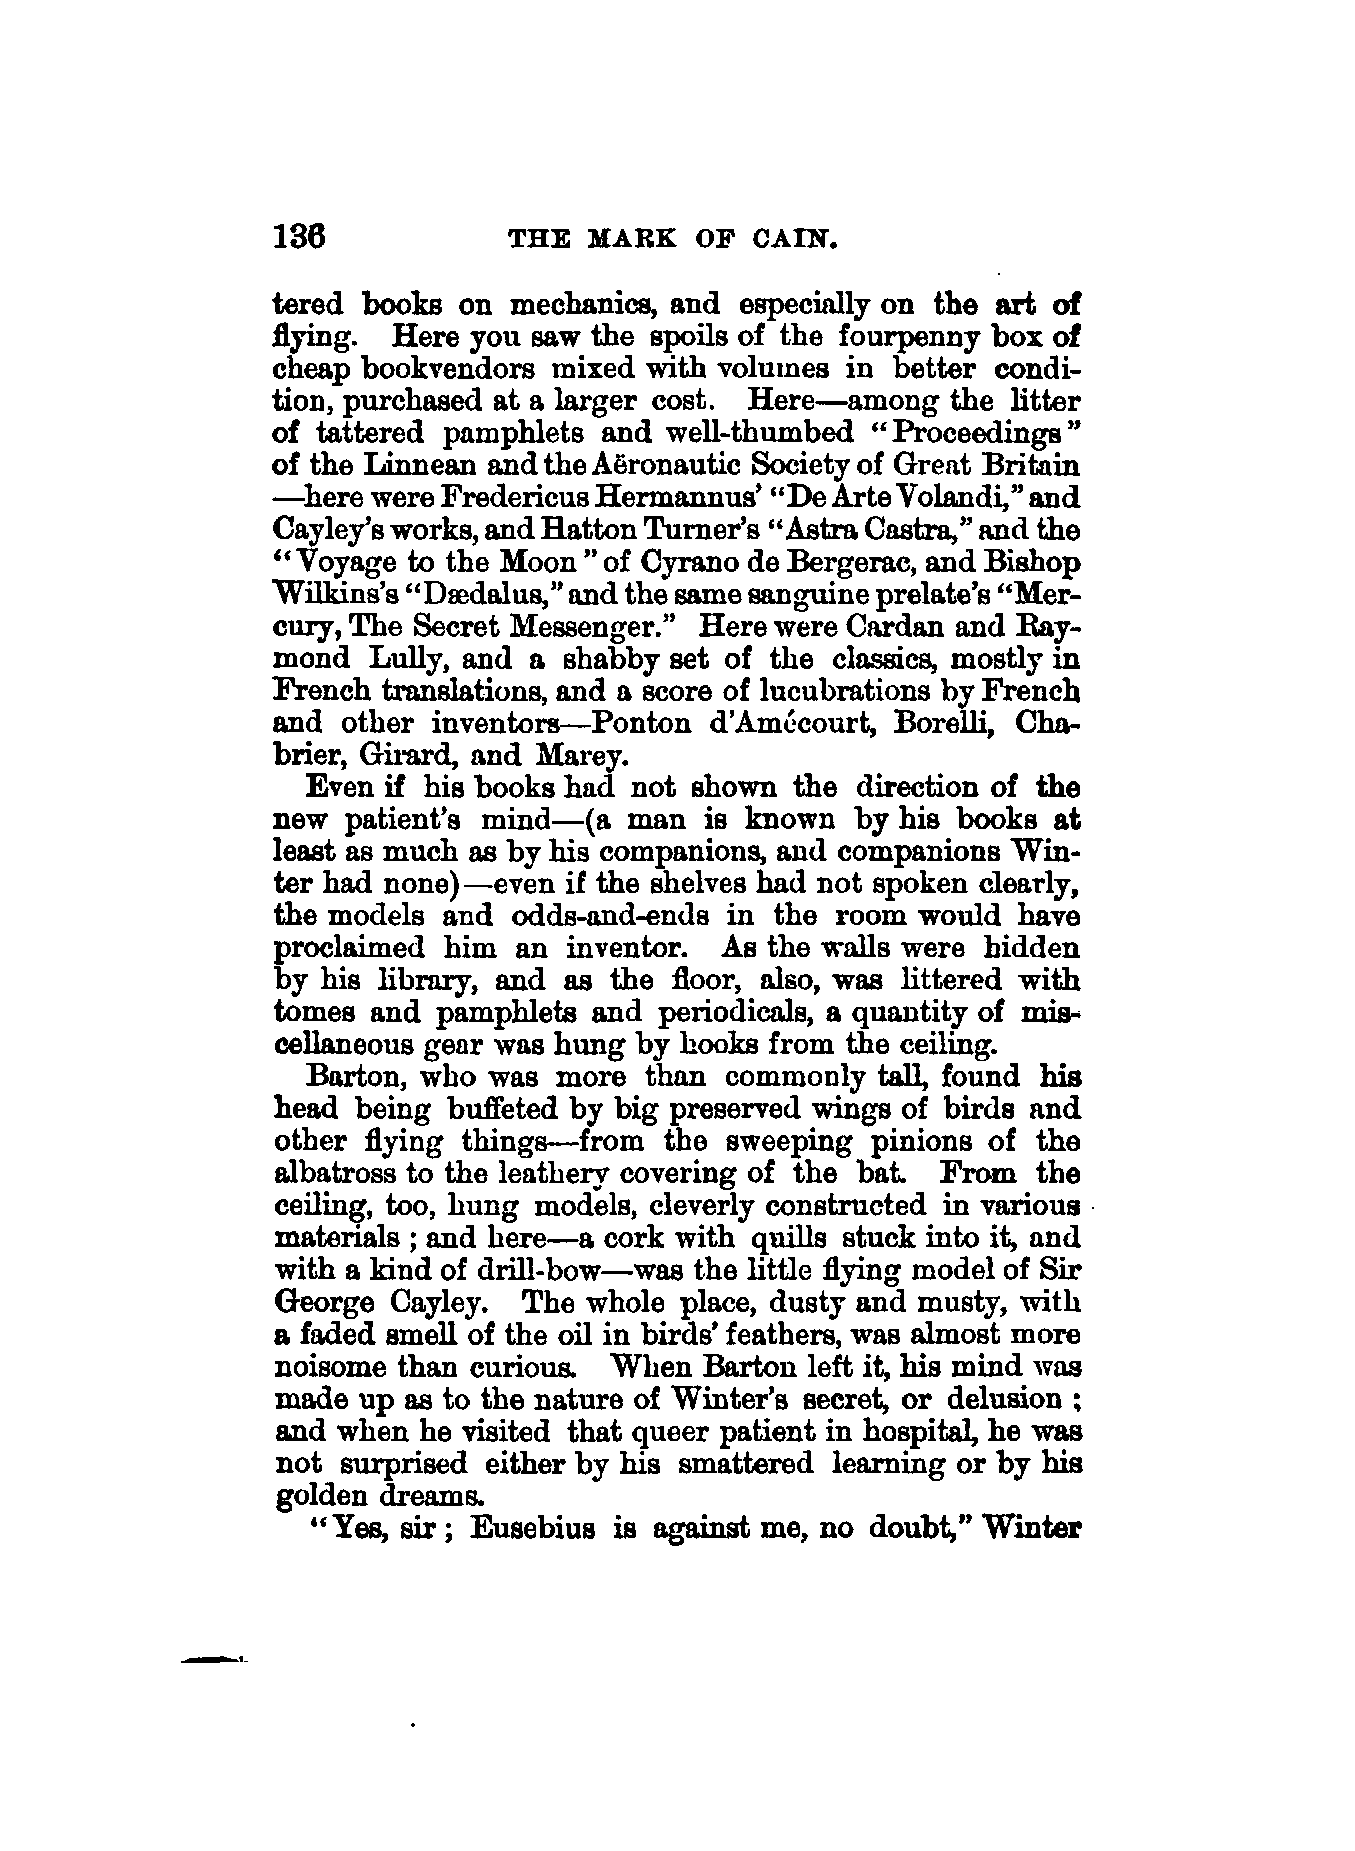 136 THE MARK OF CAIN.
tered books on mechanics, and especially on the art of
flying. Here you saw the spoils of the fourpenny box of
cheap bookvendors mixed with volumes in better condi-
tion, purchased at a larger cost. Here—among the litter
of tattered pamphlets and well-thumbed “Proceedings”
of the Linnean and the Aëronautic Society of Great Britain
—here were Fredericus Hermannus’ “De Arte Volandi,” and
Cayley’s works, and Hatton Turner’s “Astra Castra,” and the
“Voyage to the Moon” of Cyrano de Bergerac, and Bishop
Wilkins’s “Dædalus,” and the same sanguine prelate’s “Mer-
cury, The Secret Messenger.” Here were Cardan and Ray-
mond Lully, and a shabby set of the classics, mostly in
French translations, and a score of lucubrations by French
and other inventors—Ponton d’Amécourt, Borelli, Cha-
brier, Girard, and Marey.
Even if his books had not shown the direction of the
new patient’s mind—(a man is known by his books at
least as much as by his companions, and companions Win-
ter had none)—even if the shelves had not spoken clearly,
the models and odds-and-ends in the room would have
proclaimed him an inventor. As the walls were hidden
by his library, and as the floor, also, was littered with
tomes and pamphlets and periodicals, a quantity of mis-
cellaneous gear was hung by hooks from the ceiling.
Barton, who was more than commonly tall, found his
head being buffeted by big preserved wings of birds and
other flying things—from the sweeping pinions of the
albatross to the leathery covering of the bat. From the
ceiling, too, hung models, cleverly constructed in various
materials; and here—a cork with quills stuck into it, and
with a kind of drill-bow—was the little flying model of Sir
George Cayley. The whole place, dusty and musty, with
a faded smell of the oil in birds’ feathers, was almost more
noisome than curious. When Barton left it, his mind was
made up as to the nature of Winter’s secret, or delusion;
and when he visited that queer patient in hospital, he was
not surprised either by his smattered learning or by his
golden dreams.
“Yes, sir; Eusebius is against me, no doubt,” Winter